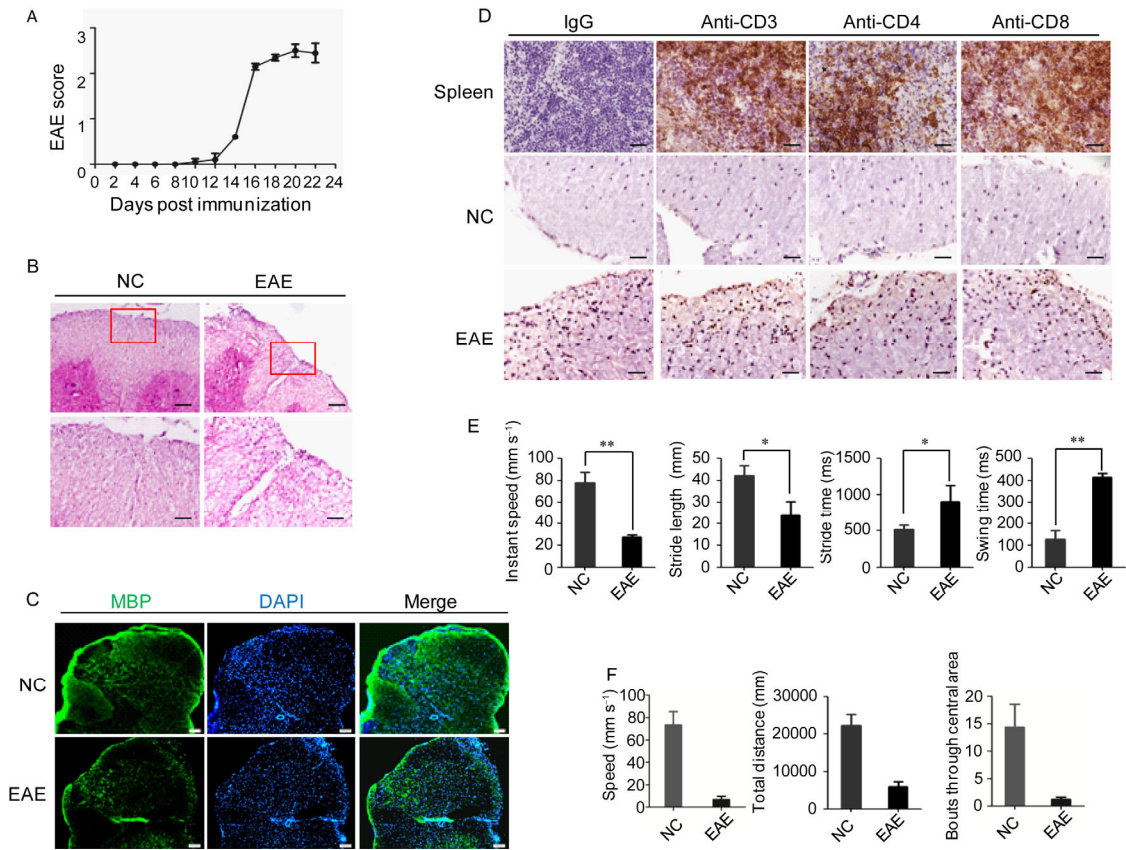 A
EAE score
3
2
1
0
0 2 4 6 8 10 12 14 16 18 20 22 24
Days post immunization
B
NC EAE
C
MBP DAPI Merge
NC
EAE
D
IgG Anti-CD3 Anti-CD4 Anti-CD8
Spleen
NC
EAE
E
Instant speed (mm s⁻¹)
100
80
60
40
20
0
**
NC EAE
Stride length (mm)
50
40
30
20
10
0
*
NC EAE
Stride time (ms)
1500
1000
500
0
*
NC EAE
Swing time (ms)
500
400
300
200
100
0
**
NC EAE
F
Speed (mm s⁻¹)
100
80
60
40
20
0
NC EAE
Total distance (mm)
30000
20000
10000
0
NC EAE
Bouts through central area
20
15
10
5
0
NC EAE